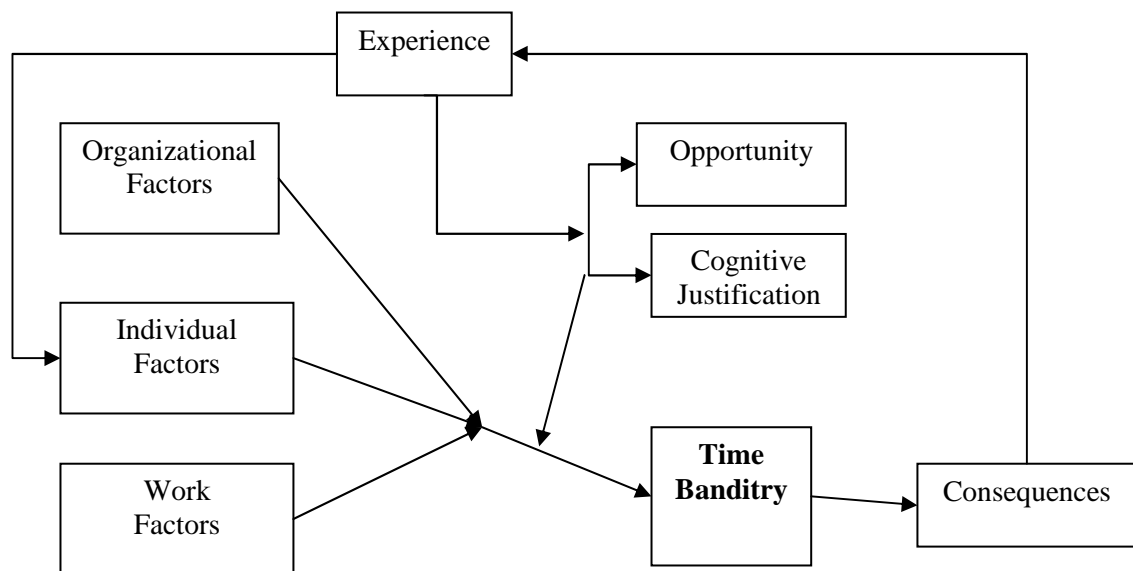 Experience
Organizational
Factors
Opportunity
Cognitive
Justification
Individual
Factors
Time
Banditry
Work
Factors
Consequences